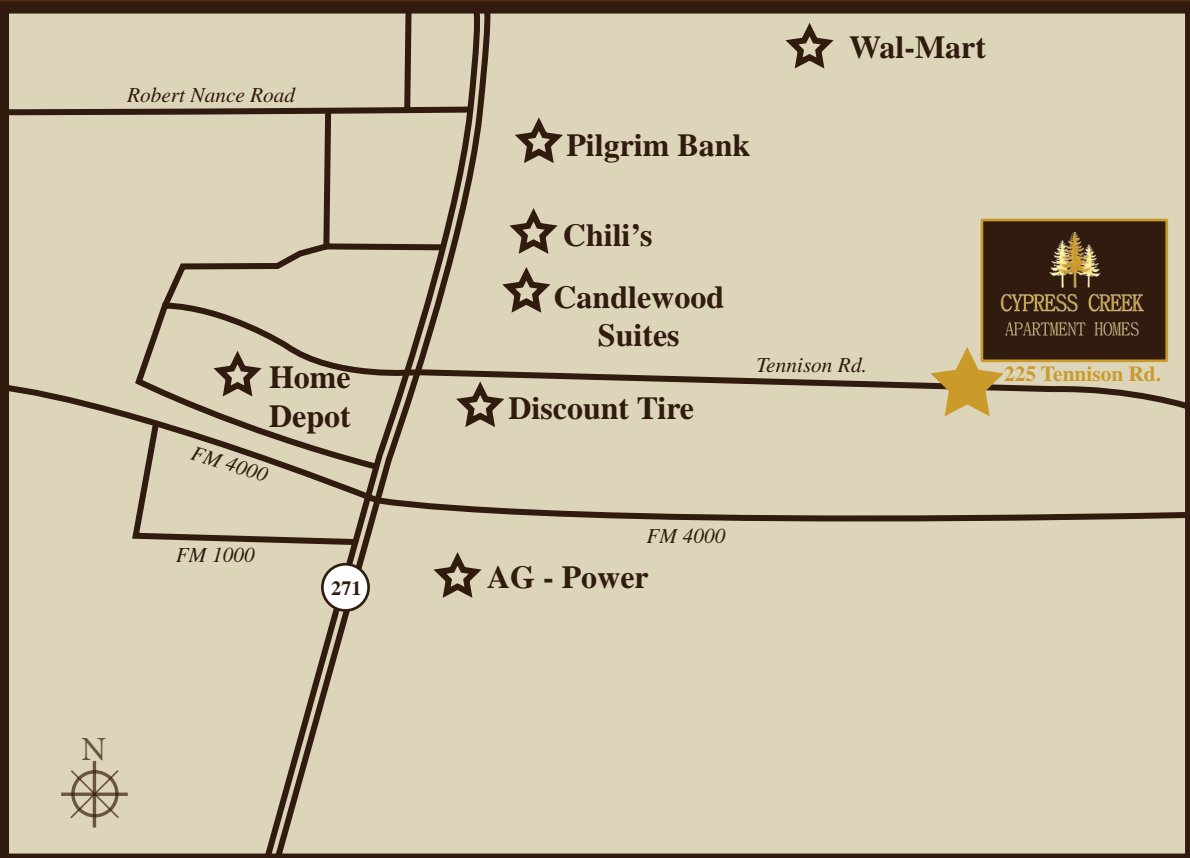 Wal-Mart
Robert Nance Road
Pilgrim Bank
Chili's
Candlewood
Suites
CYPRESS CREEK
APARTMENT HOMES
Tennison Rd.
225 Tennison Rd.
Home
Depot
Discount Tire
FM 4000
FM 4000
FM 1000
271
AG - Power
N